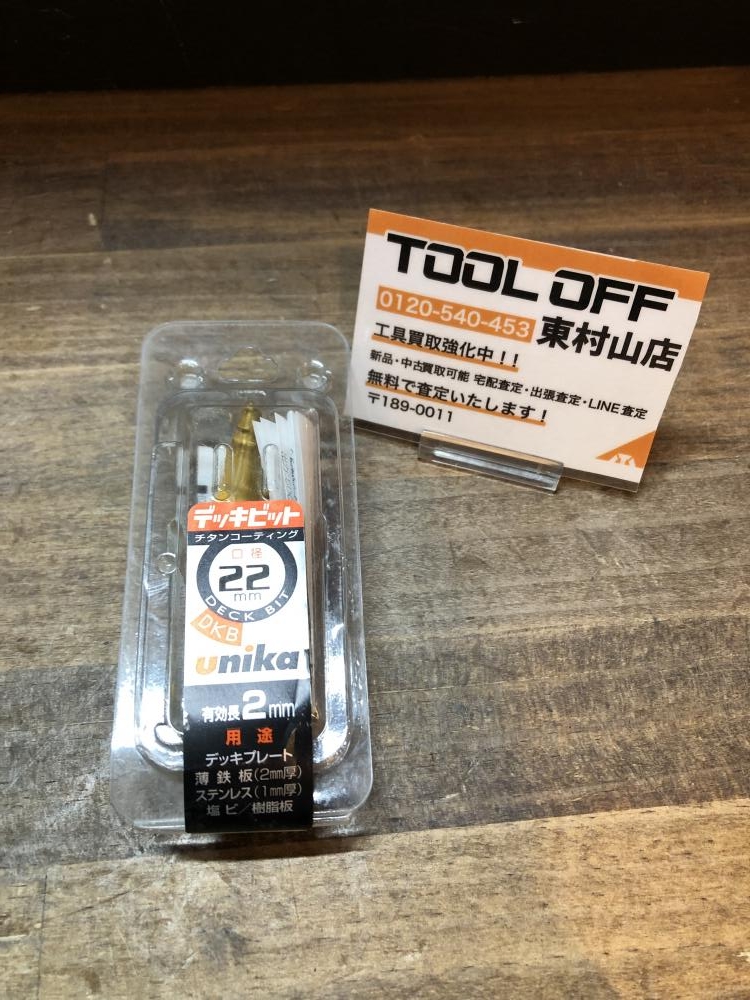 TOOL OFF
0120-540-453
東村山店
工具買取強化中！！
新品・中古買取可能 宅配査定・出張査定・LINE査定
無料で査定いたします！
〒189-0011
デッキビット
チタンコーティング
口径
22
mm
DECK BIT
DKB
unika
有効長2mm
用途
デッキプレート
薄鉄板(2mm厚)
ステンレス(1mm厚)
塩ビ/樹脂板